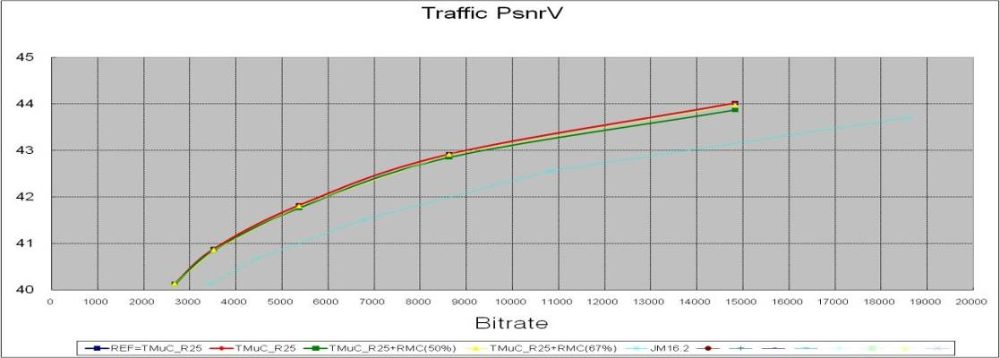 Traffic PsnrV
45
44
43
42
41
40
0 1000 2000 3000 4000 5000 6000 7000 8000 9000 10000 11000 12000 13000 14000 15000 16000 17000 18000 19000 20000
Bitrate
REF=TMuC_R25 TMuC_R25 TMuC_R25+RMC(50%) TMuC_R25+RMC(67%) JM16.2